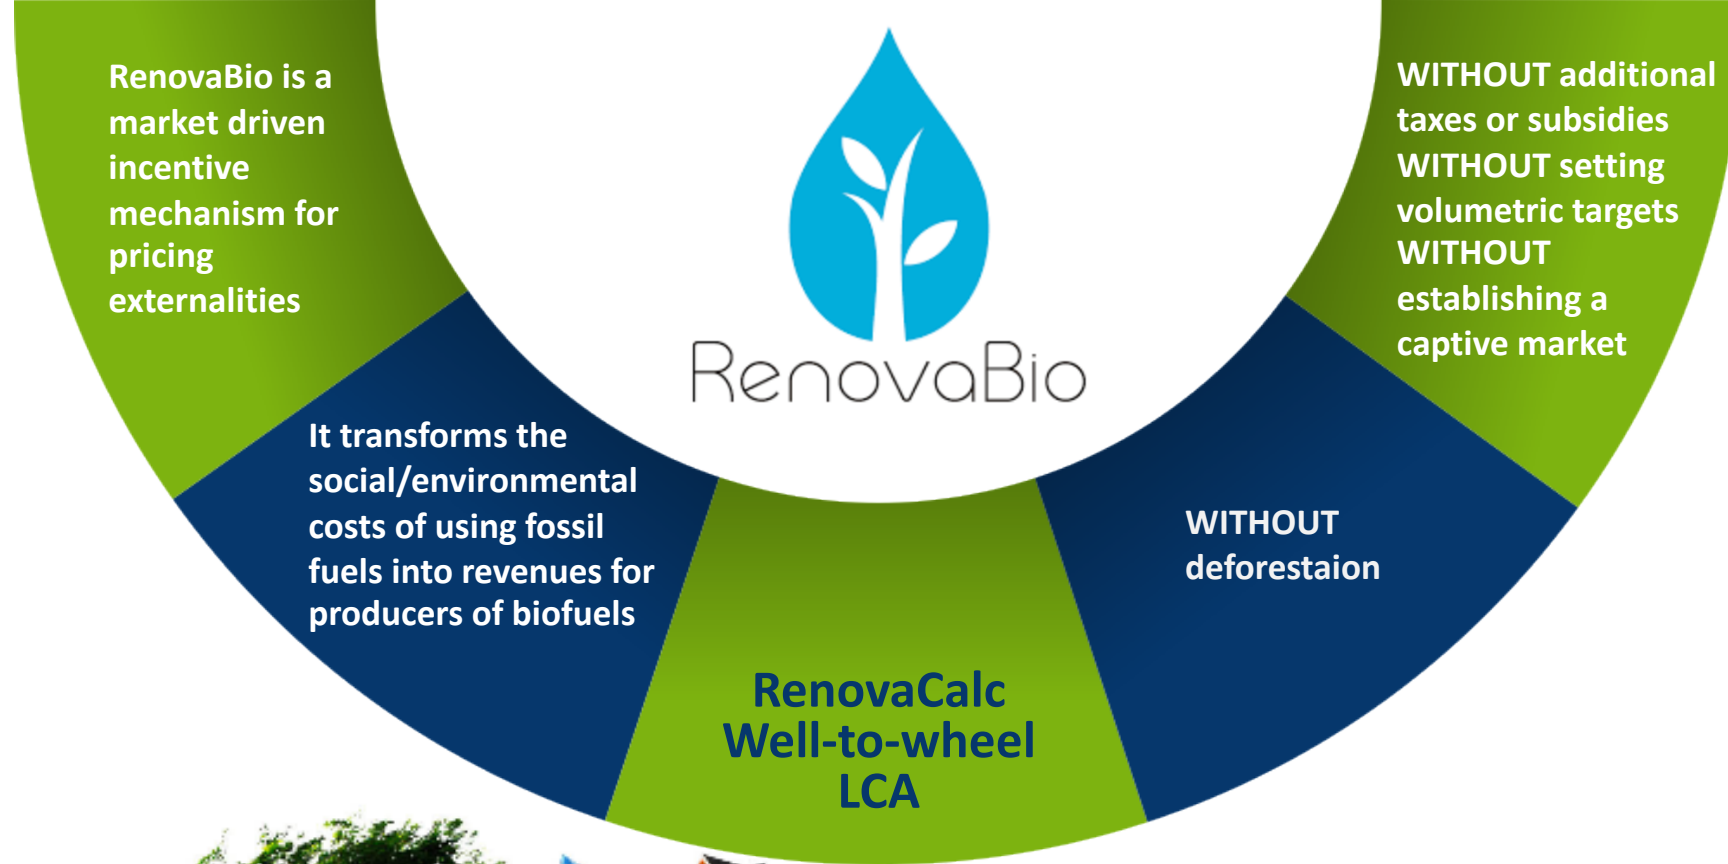 RenovaBio is a
market driven
incentive
mechanism for
pricing
externalities
It transforms the
social/environmental
costs of using fossil
fuels into revenues for
producers of biofuels
RenovaBio
RenovaCalc
Well-to-wheel
LCA
WITHOUT
deforestaion
WITHOUT additional
taxes or subsidies
WITHOUT setting
volumetric targets
WITHOUT
establishing a
captive market